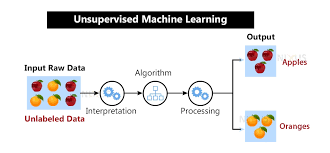 Unsupervised Machine Learning
Output
Input Raw Data
Algorithm
Apples
Unlabeled Data
Interpretation
Processing
Oranges